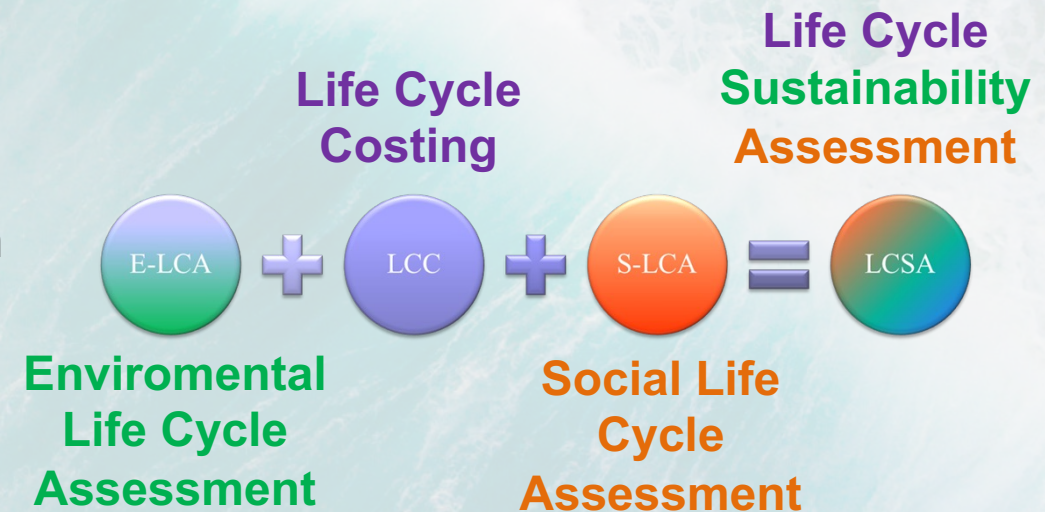 Life Cycle
Costing
Life Cycle
Sustainability
Assessment
E-LCA
LCC
S-LCA
LCSA
Enviromental
Life Cycle
Assessment
Social Life
Cycle
Assessment